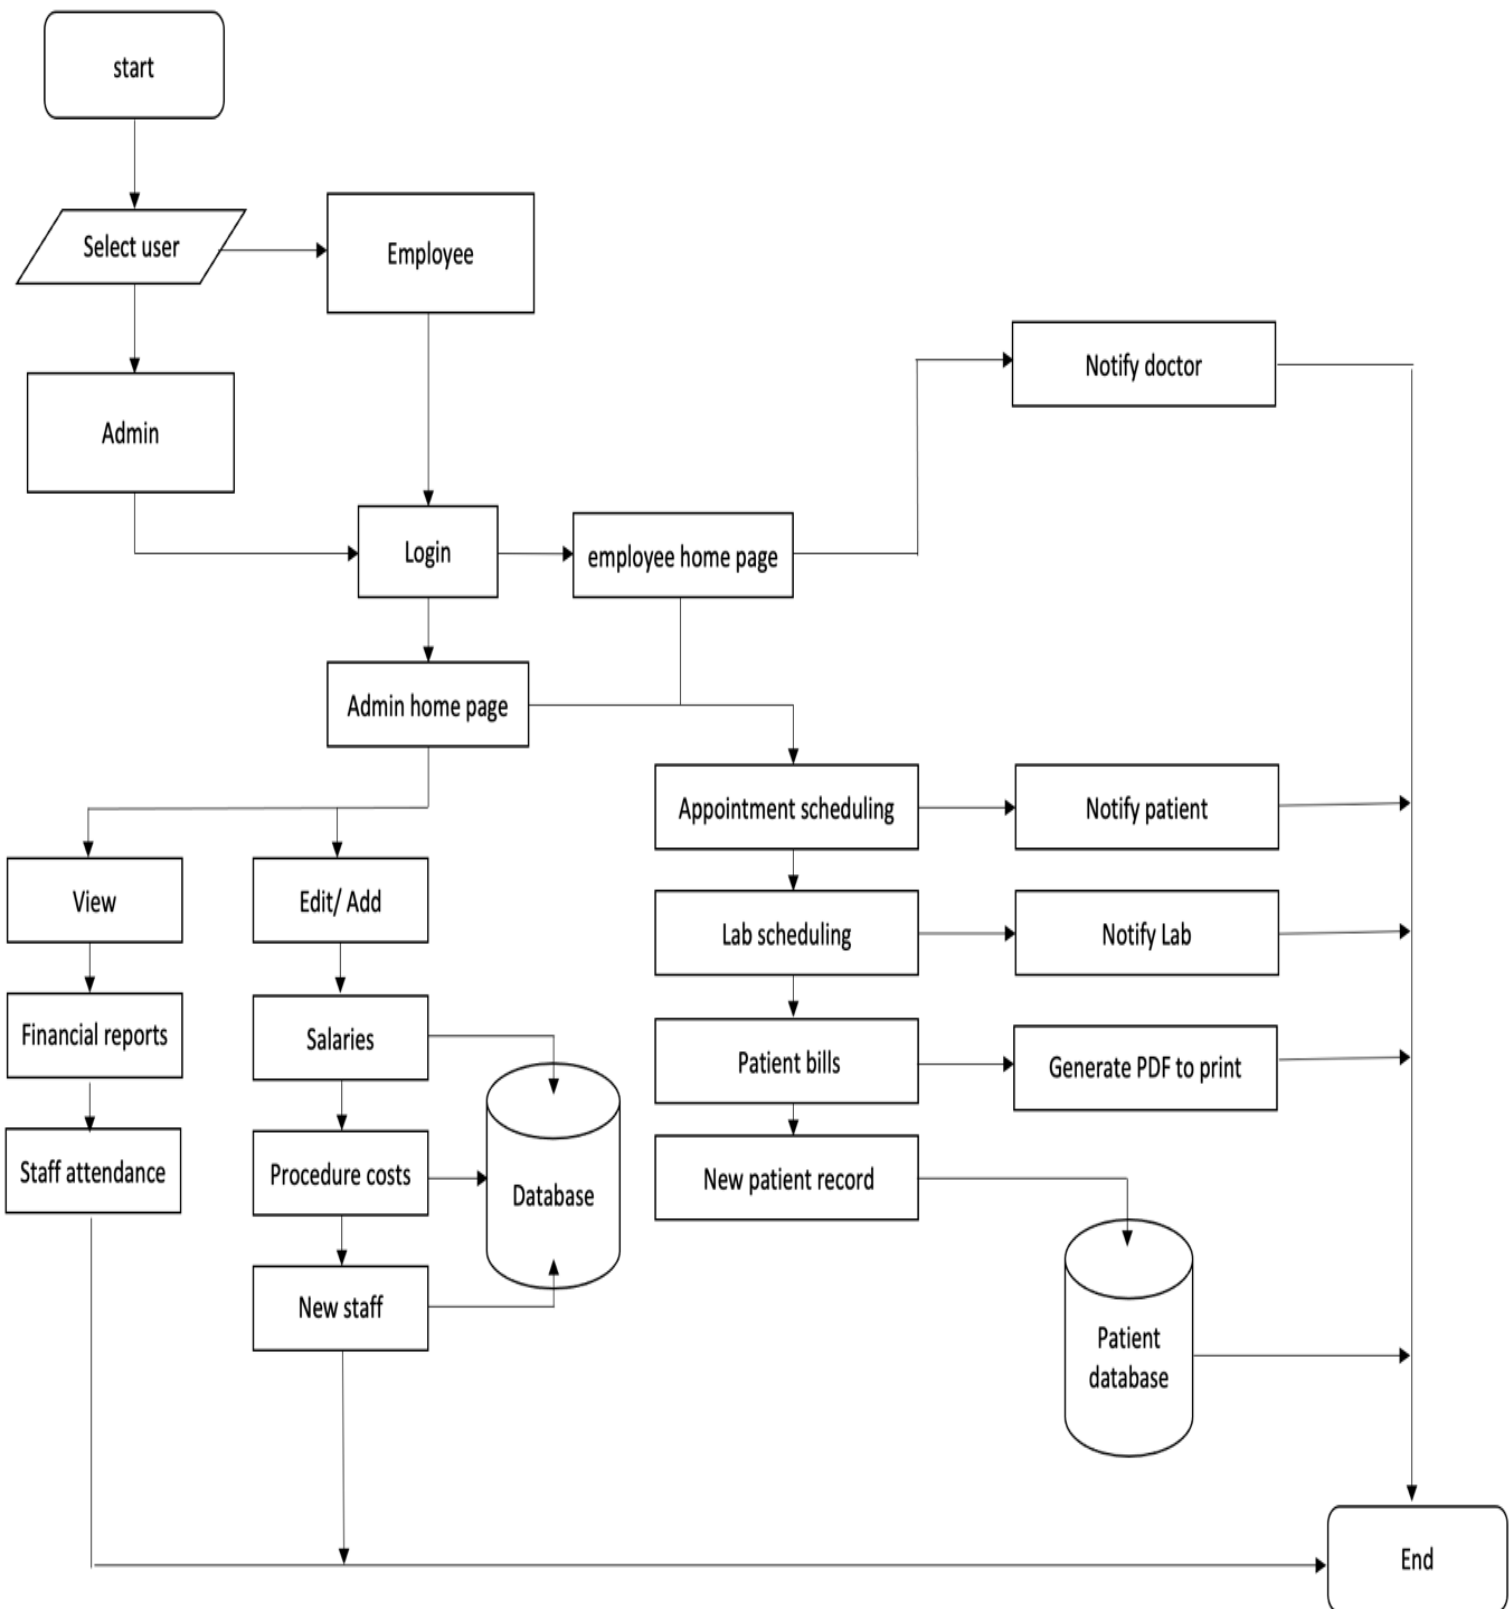 start
Select user
Employee
Admin
Notify doctor
Login
employee home page
Admin home page
Appointment scheduling
Notify patient
View
Edit/ Add
Lab scheduling
Notify Lab
Financial reports
Salaries
Patient bills
Generate PDF to print
Staff attendance
Procedure costs
Database
New patient record
New staff
Patient
database
End